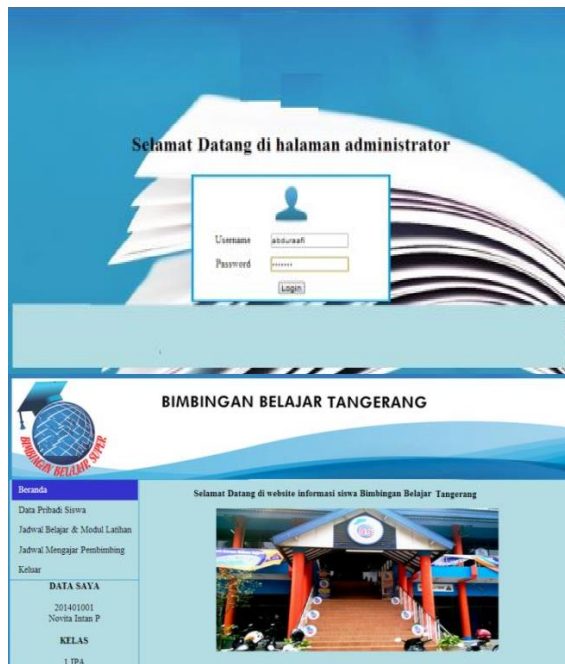 Selamat Datang di halaman administrator
Username abduraafi
Password
Login
BIMBINGAN BELAJAR TANGERANG
BIMBINGAN BELAJAR SUPER
Beranda
Data Pribadi Siswa
Jadwal Belajar & Modul Latihan
Jadwal Mengajar Pembimbing
Keluar
DATA SAYA
201401001
Novita Intan P
KELAS
1 IPA
Selamat Datang di website informasi siswa Bimbingan Belajar Tangerang